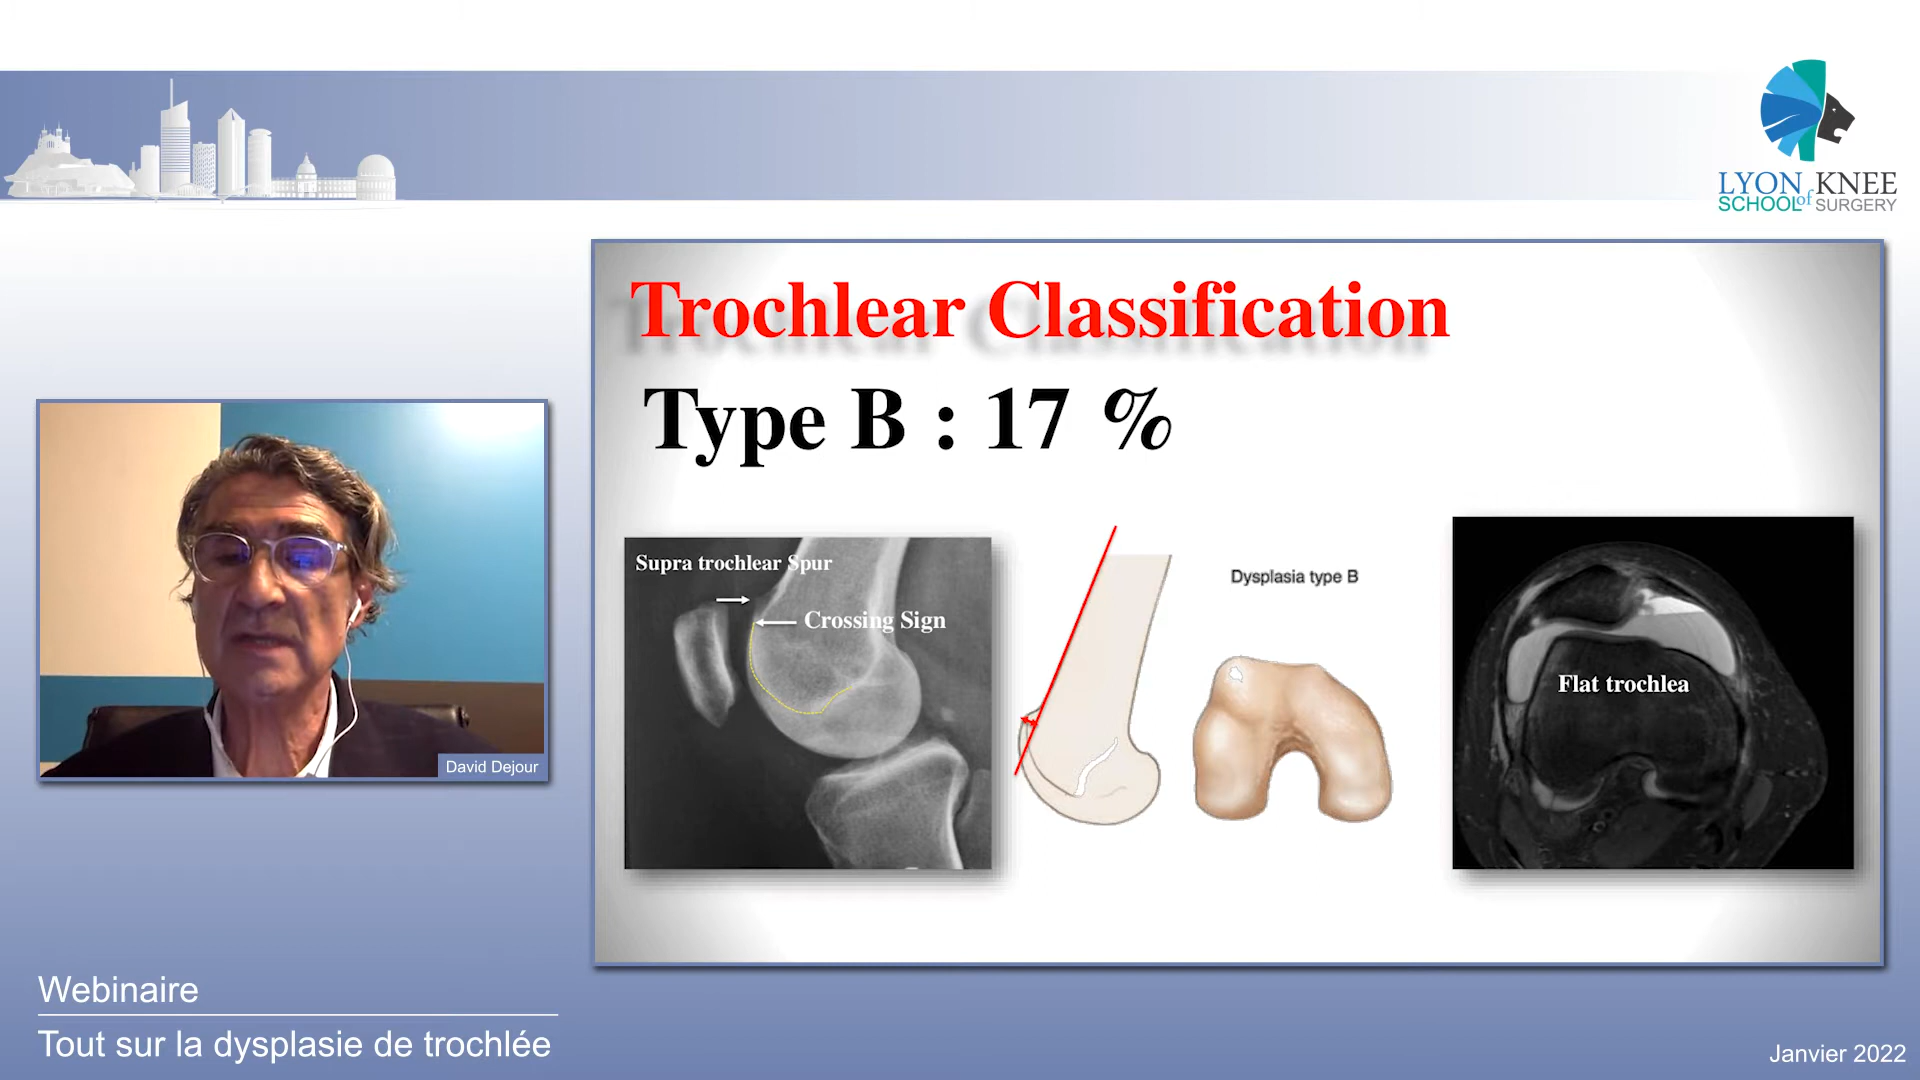 LYON KNEE
SCHOOL of SURGERY
Trochlear Classification
Type B : 17 %
Supra trochlear Spur
Crossing Sign
Dysplasia type B
Flat trochlea
David Dejour
Webinaire
Tout sur la dysplasie de trochlée
Janvier 2022